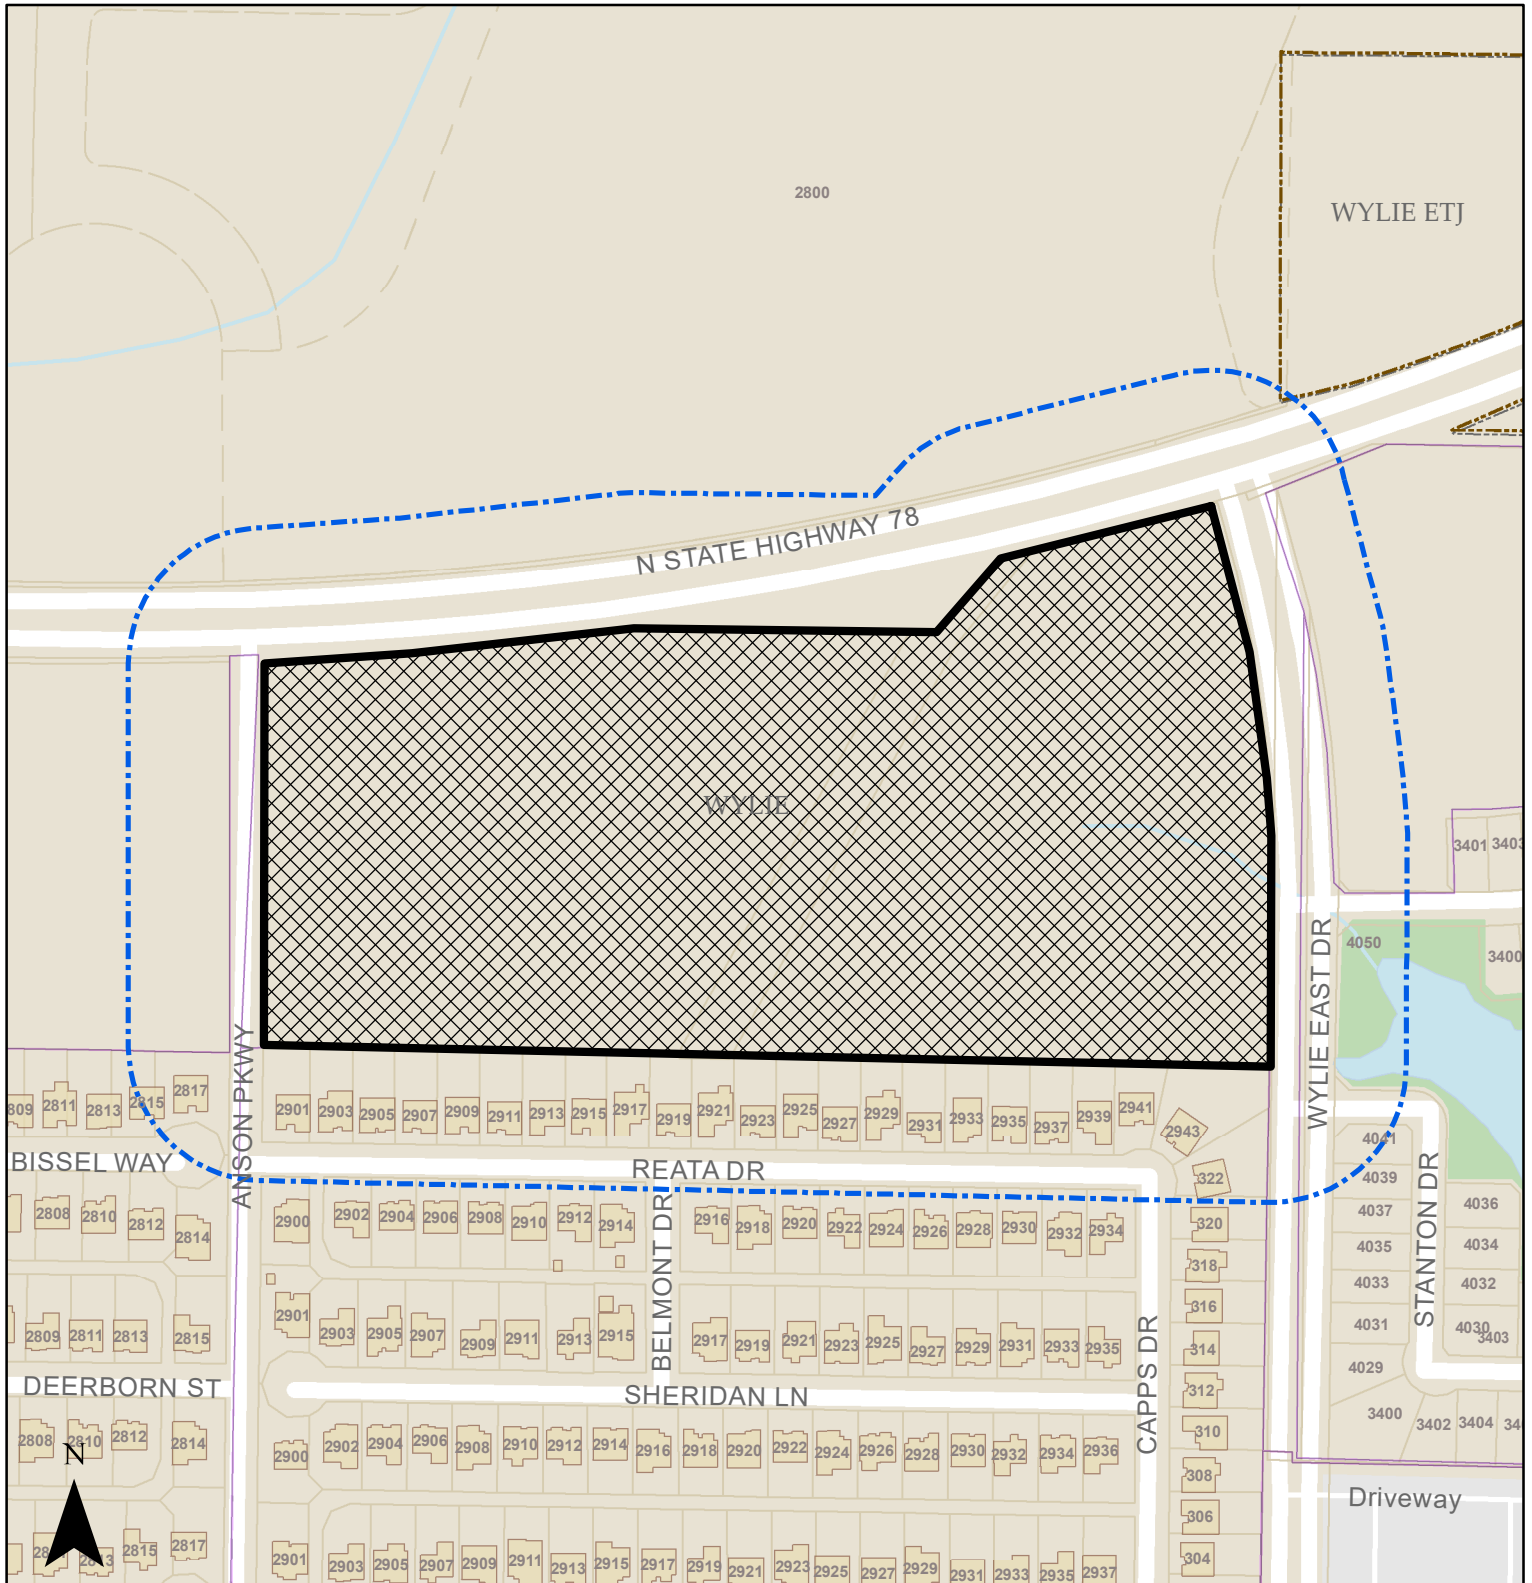 2800
WYLIE ETJ
N STATE HIGHWAY 78
WYLIE
3401 3403
4050
3400
WYLIE EAST DR
ANSON PKWY
809 2811 2813 2815 2817
2901 2903 2905 2907 2909 2911 2913 2915 2917 2919 2921 2923 2925 2927 2929 2931 2933 2935 2937 2939 2941
2943
4041
BISSEL WAY
REATA DR
322
4039
STANTON DR
2808 2810 2812 2814
2900 2902 2904 2906 2908 2910 2912 2914
BELMONT DR
2916 2918 2920 2922 2924 2926 2928 2930 2932 2934
320
4037
4036
318
4035
4034
316
4033
4032
2809 2811 2813 2815
2901 2903 2905 2907 2909 2911 2913 2915
2917 2919 2921 2923 2925 2927 2929 2931 2933 2935
CAPPS DR
314
4031
4030
3403
4029
DEERBORN ST
SHERIDAN LN
312
3400
3402 3404 34
310
2808 2810 2812 2814
N
2900 2902 2904 2906 2908 2910 2912 2914 2916 2918 2920 2922 2924 2926 2928 2930 2932 2934 2936
308
Driveway
306
2813 2815 2817
2901 2903 2905 2907 2909 2911 2913 2915 2917 2919 2921 2923 2925 2927 2929 2931 2933 2935 2937
304